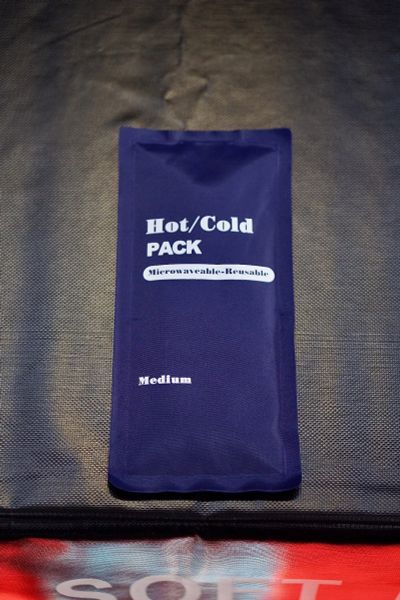 Hot/Cold
PACK
Microwaveable-Reusable
Medium
SOFT